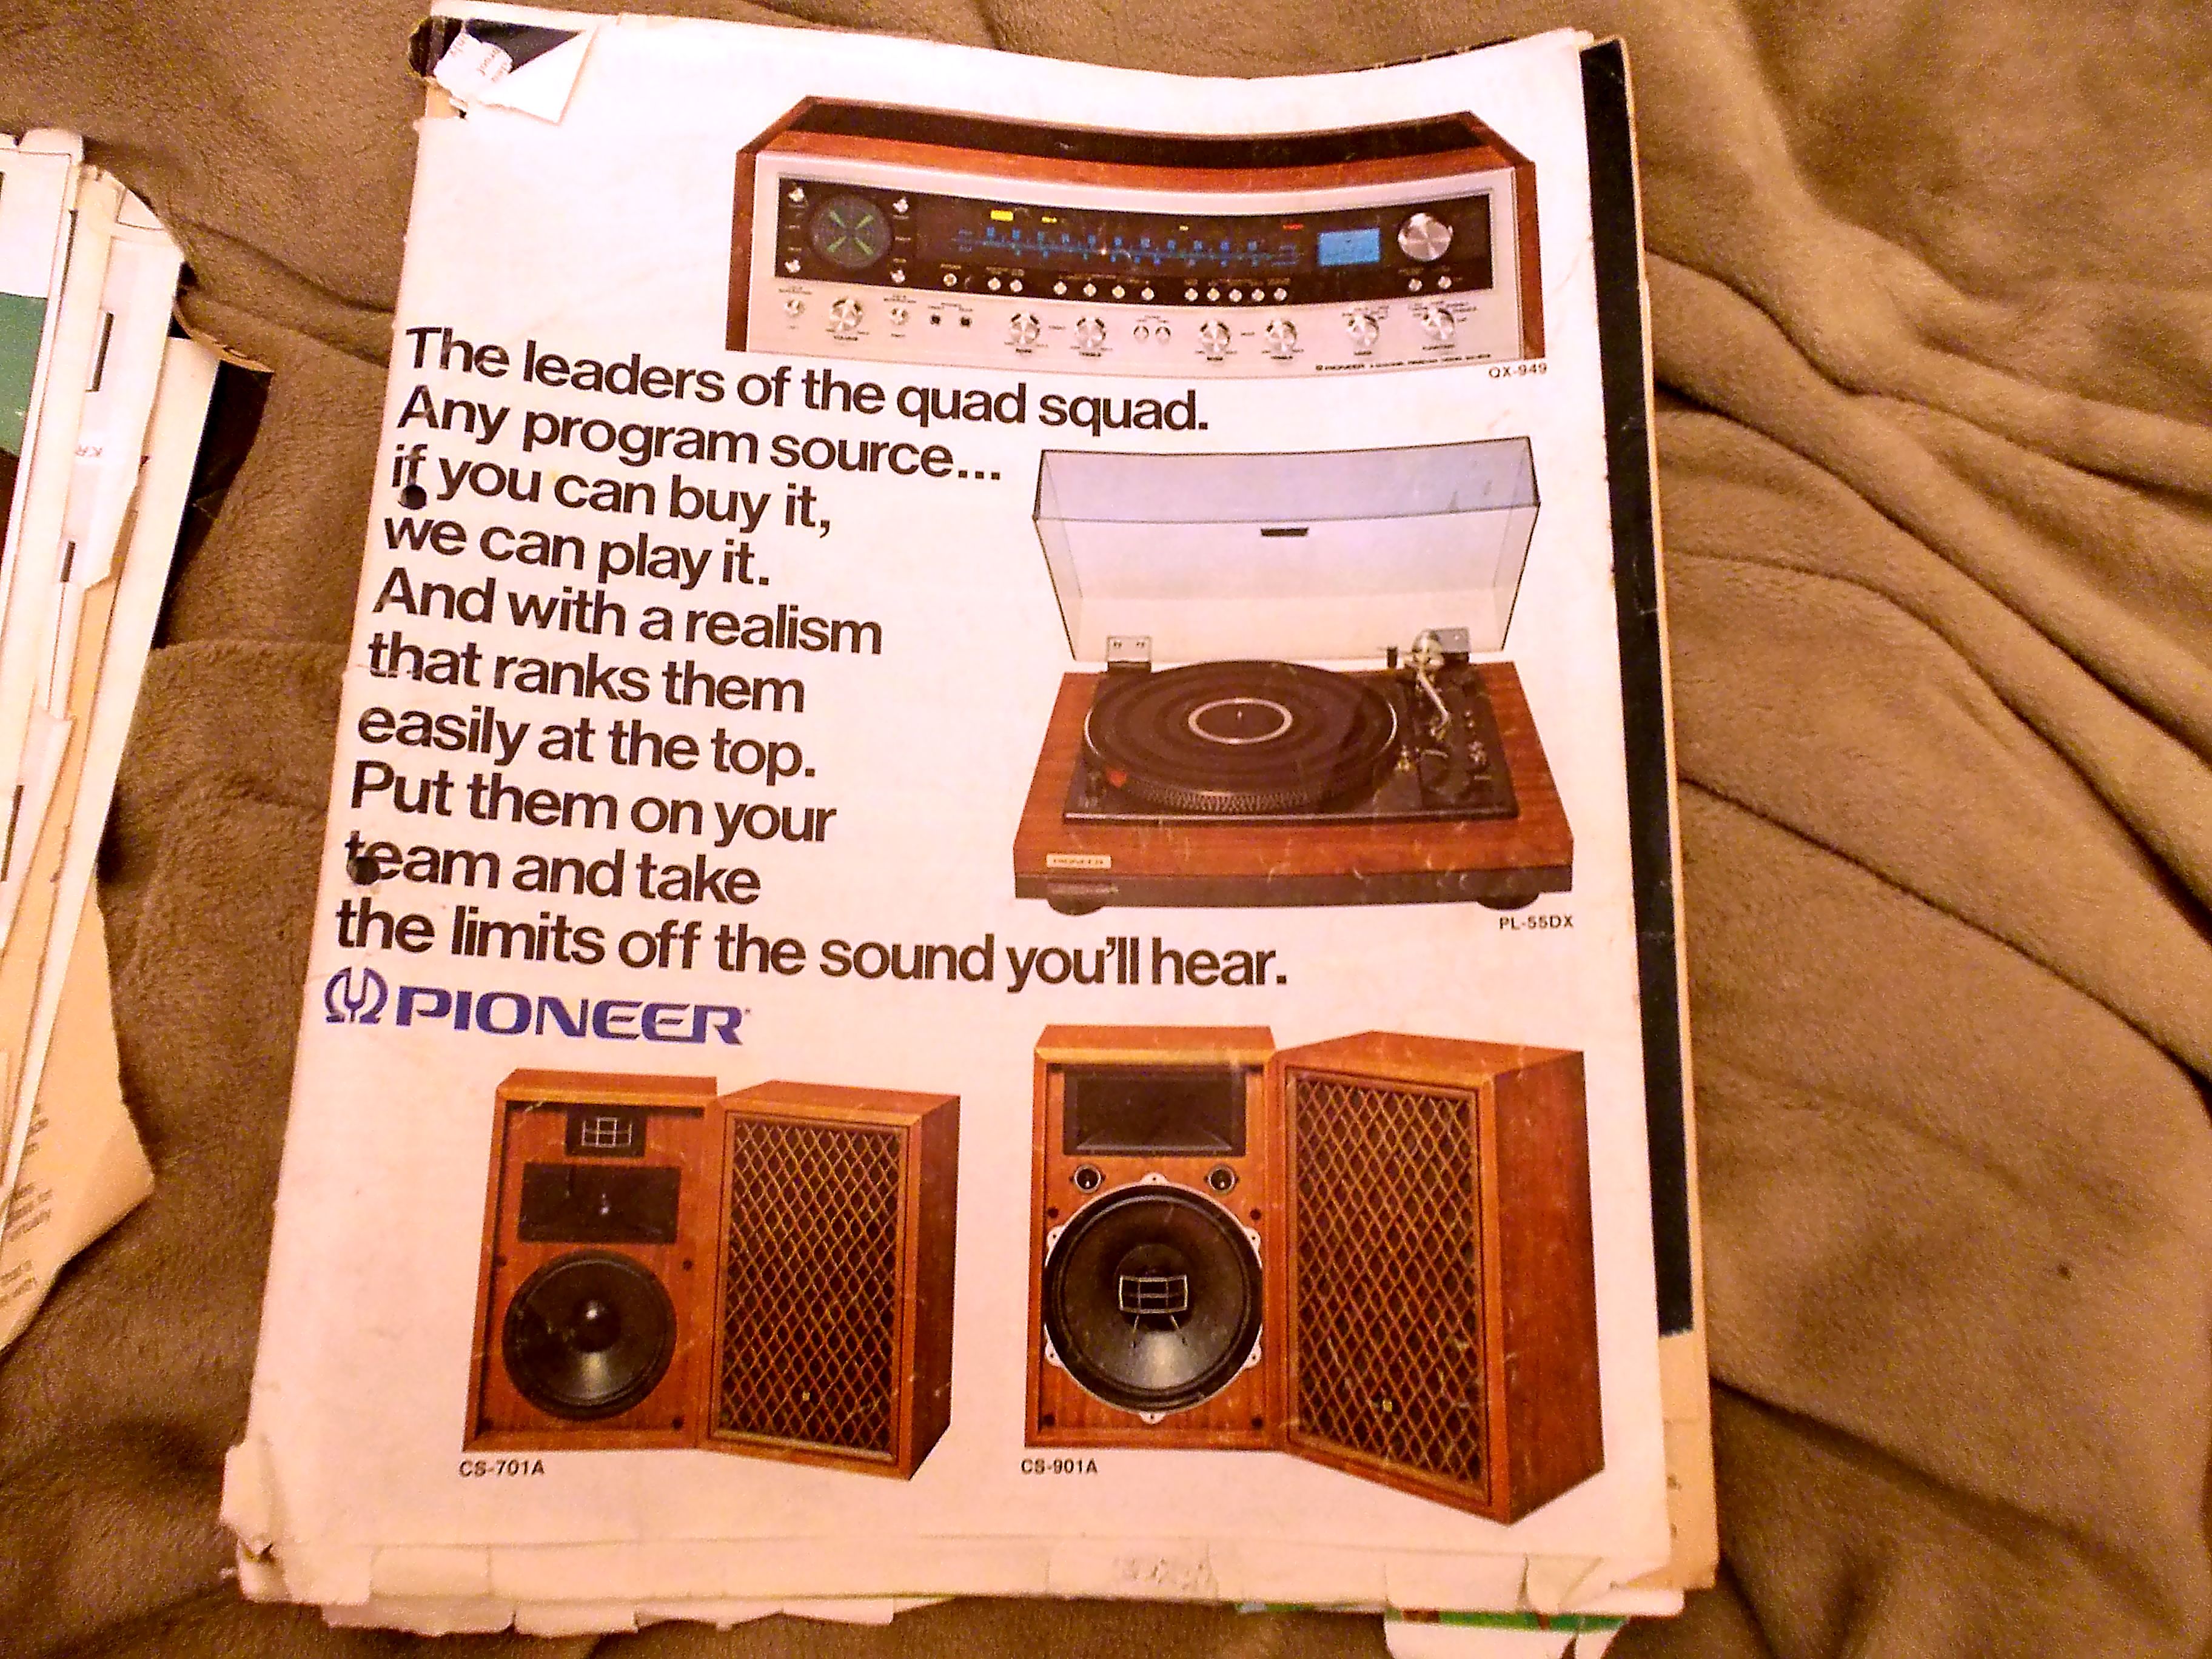 QX-949
The leaders of the quad squad.
Any program source...
if you can buy it,
we can play it.
And with a realism
that ranks them
easily at the top.
Put them on your
team and take
the limits off the sound you'll hear.
PL-55DX
PIONEER
CS-701A
CS-901A